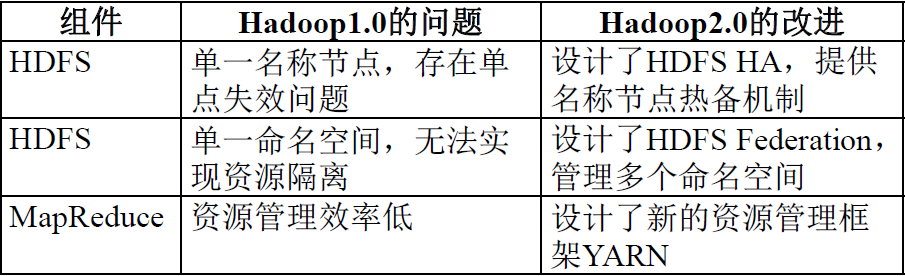 组件 Hadoop1.0的问题 Hadoop2.0的改进
HDFS 单一名称节点，存在单 设计了HDFS HA，提供
点失效问题 名称节点热备机制
HDFS 单一命名空间，无法实 设计了HDFS Federation，
现资源隔离 管理多个命名空间
MapReduce 资源管理效率低 设计了新的资源管理框
架YARN